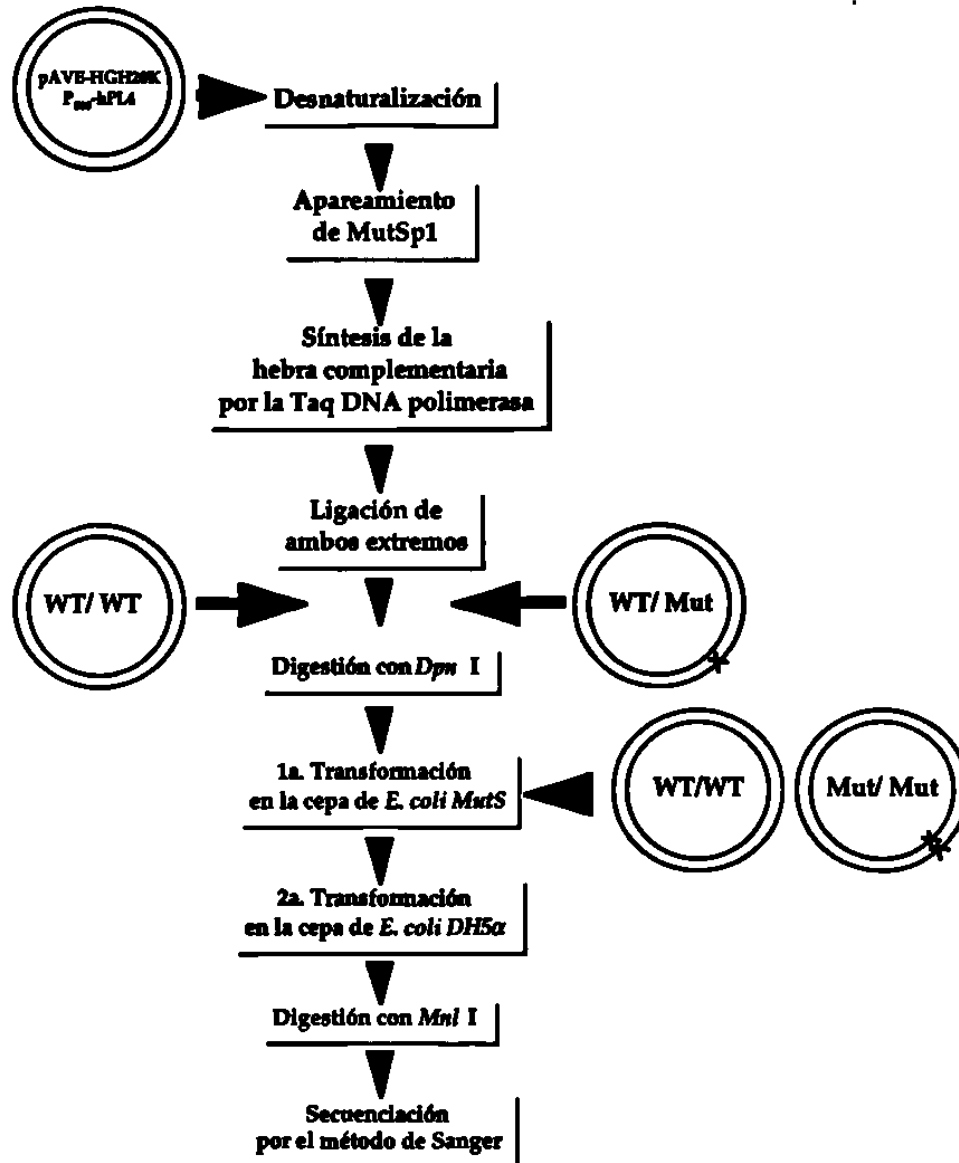 pAVE-HGH20K
Desnaturalización
Apareamiento
de MutSp1
Síntesis de la
hebra complementaria
por la Taq DNA polimerasa
Ligación de
ambos extremos
WT/ WT
WT/ Mut
Digestión con Dpn I
1a. Transformación
en la cepa de E. coli MutS
WT/WT
Mut/ Mut
2a. Transformación
en la cepa de E. coli DH5α
Digestión con Mnl I
Secuenciación
por el método de Sanger